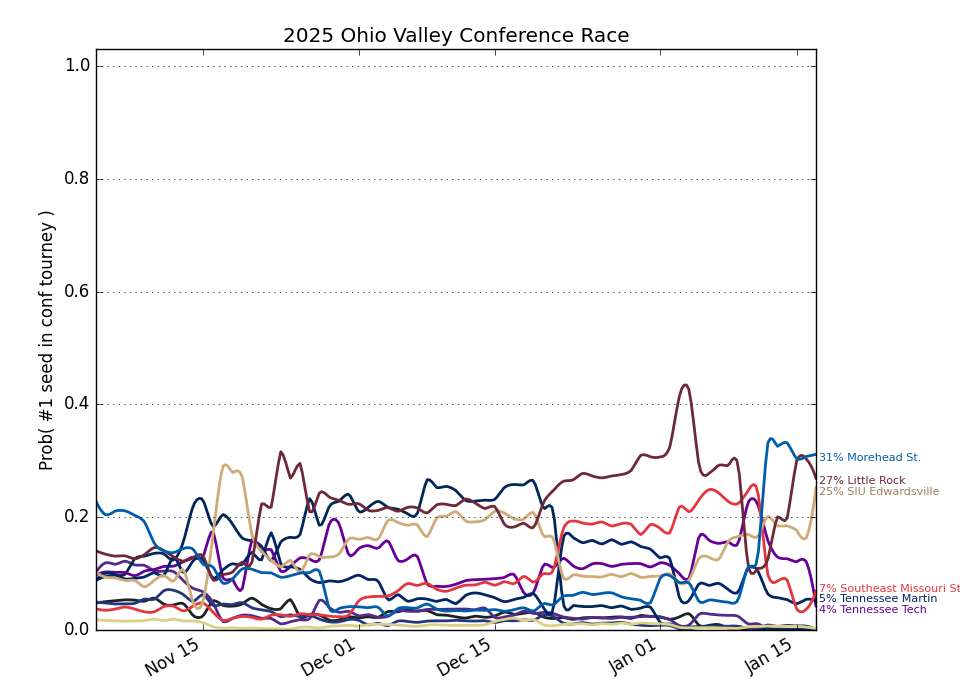 2025 Ohio Valley Conference Race
1.0
0.8
0.6
0.4
0.2
0.0
Prob( #1 seed in conf tourney )
31% Morehead St.
27% Little Rock
25% SIU Edwardsville
7% Southeast Missouri St
5% Tennessee Martin
4% Tennessee Tech
Nov 15
Dec 01
Dec 15
Jan 01
Jan 15